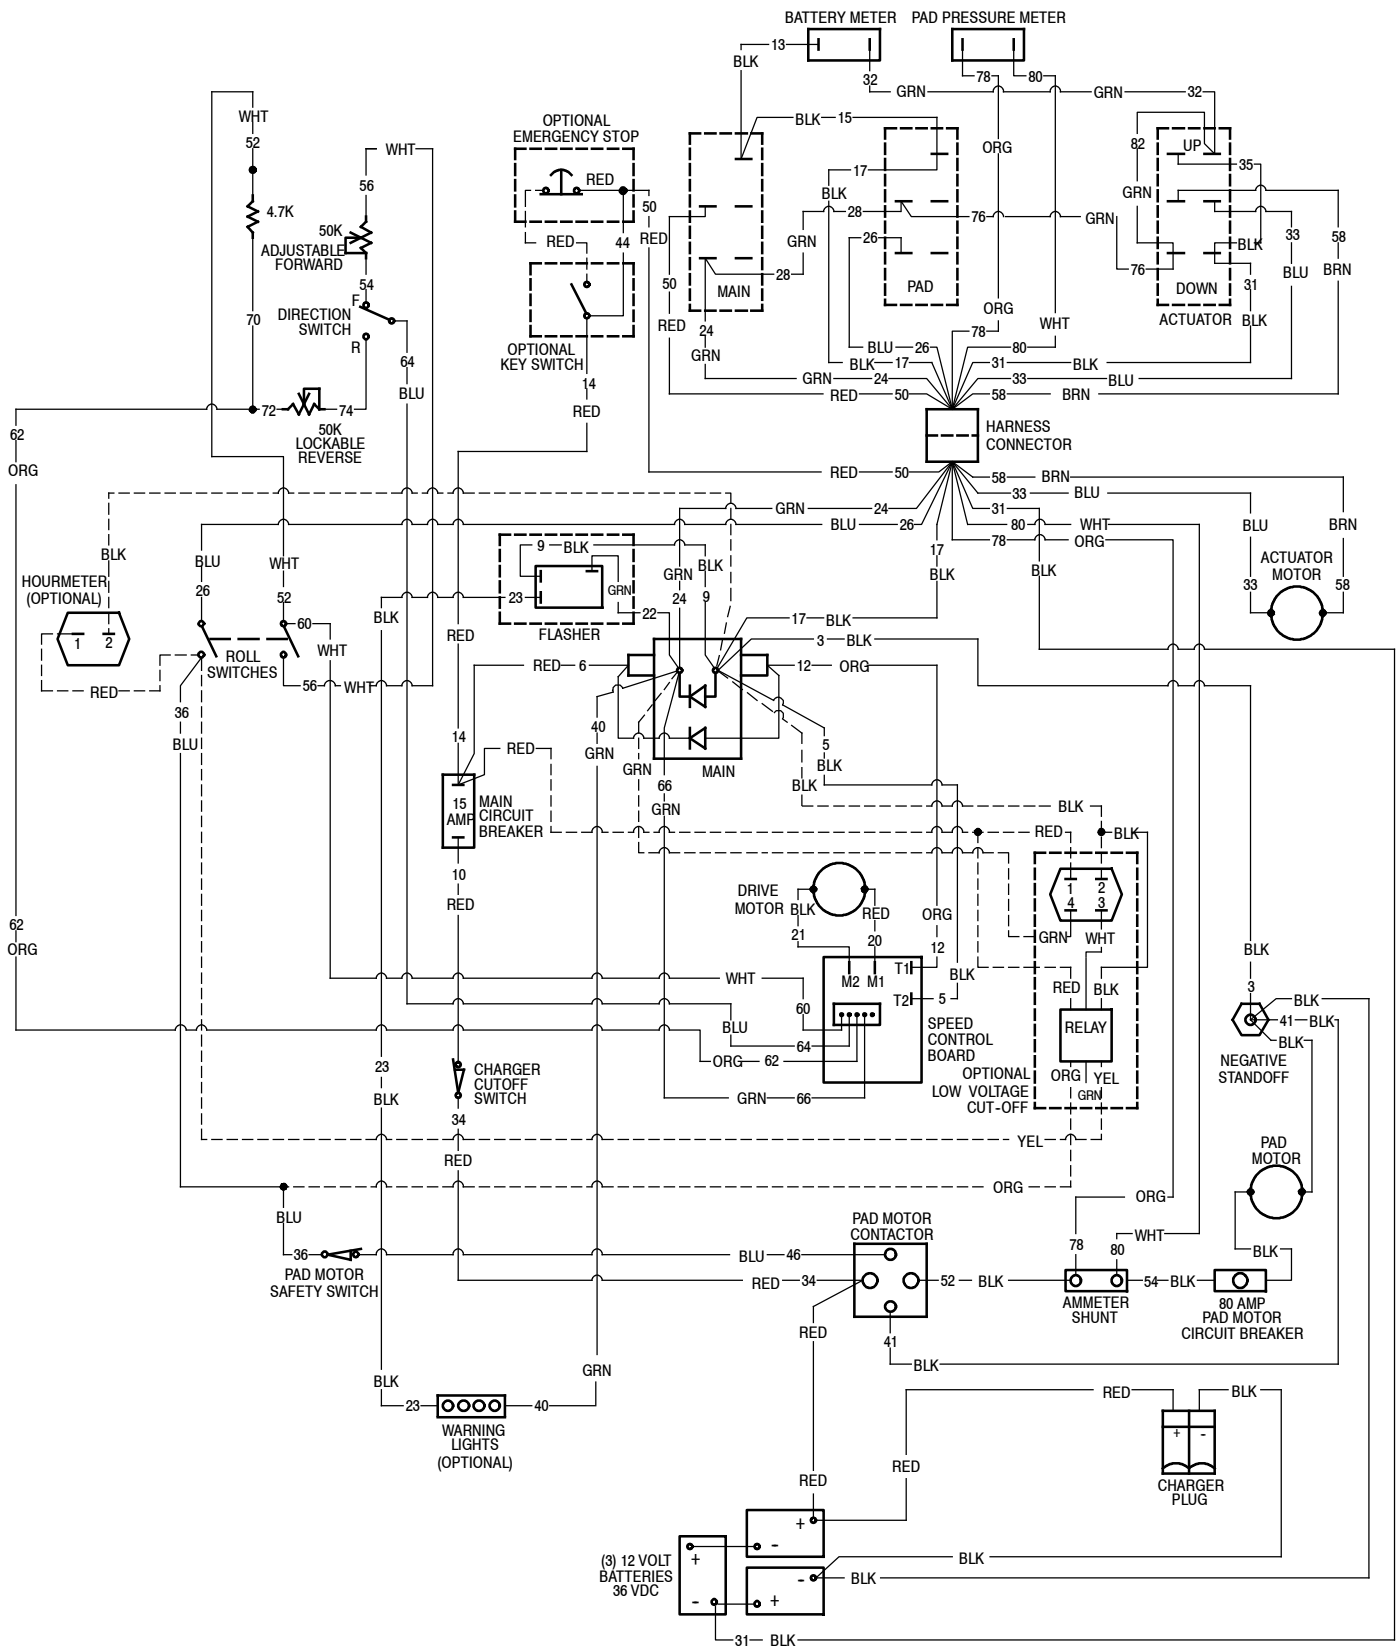 BATTERY METER
PAD PRESSURE METER
13
BLK
32
GRN
GRN
32
78
80
WHT
52
4.7K
70
WHT
56
50K
ADJUSTABLE
FORWARD
54
F
DIRECTION
SWITCH
R
64
BLU
72
74
50K
LOCKABLE
REVERSE
62
ORG
OPTIONAL
EMERGENCY STOP
RED
50
RED
RED
44
OPTIONAL
KEY SWITCH
14
RED
BLK
15
17
BLK
28
GRN
28
26
MAIN
50
RED
24
GRN
PAD
76
GRN
76
ORG
82
UP
35
GRN
BLK
DOWN
31
BLK
ACTUATOR
33
BLU
58
BRN
ORG
78
WHT
80
BLU
26
BLK
17
GRN
24
RED
50
31
BLK
33
BLU
58
BRN
HARNESS
CONNECTOR
RED
50
GRN
24
BLU
26
17
BLK
58
BRN
33
BLU
31
80
WHT
78
ORG
BLK
BLU
BRN
ACTUATOR
MOTOR
33
58
BLK
HOURMETER
(OPTIONAL)
1
2
RED
BLU
26
WHT
52
60
WHT
ROLL
SWITCHES
56
WHT
36
BLU
BLK
RED
9
BLK
23
GRN
22
FLASHER
GRN
24
BLK
9
17
BLK
3
BLK
RED
6
12
ORG
40
GRN
GRN
66
GRN
MAIN
5
BLK
BLK
14
RED
15
AMP
MAIN
CIRCUIT
BREAKER
10
RED
BLK
RED
BLK
1
2
4
3
GRN
WHT
RED
BLK
RELAY
ORG
YEL
GRN
OPTIONAL
LOW VOLTAGE
CUT-OFF
DRIVE
MOTOR
BLK
RED
21
20
ORG
12
BLK
M2
M1
T1
T2
5
SPEED
CONTROL
BOARD
62
ORG
WHT
60
BLU
64
ORG
62
GRN
66
23
BLK
CHARGER
CUTOFF
SWITCH
34
RED
BLK
3
BLK
41
BLK
BLK
NEGATIVE
STANDOFF
YEL
ORG
PAD
MOTOR
BLU
36
PAD MOTOR
SAFETY SWITCH
BLU
46
RED
34
PAD MOTOR
CONTACTOR
52
BLK
ORG
78
WHT
80
AMMETER
SHUNT
54
BLK
BLK
80 AMP
PAD MOTOR
CIRCUIT BREAKER
RED
41
BLK
BLK
GRN
23
40
WARNING
LIGHTS
(OPTIONAL)
RED
BLK
+
-
CHARGER
PLUG
RED
RED
+
-
(3) 12 VOLT
BATTERIES
36 VDC
+
-
-
+
BLK
BLK
31
BLK